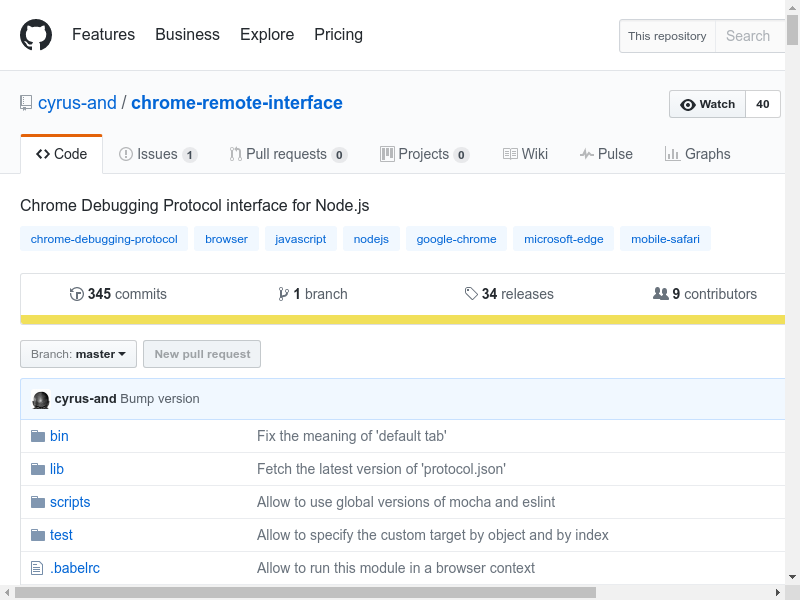 Features Business Explore Pricing This repository Search
cyrus-and / chrome-remote-interface Watch 40
Code Issues 1 Pull requests 0 Projects 0 Wiki Pulse Graphs
Chrome Debugging Protocol interface for Node.js
chrome-debugging-protocol browser javascript nodejs google-chrome microsoft-edge mobile-safari
345 commits 1 branch 34 releases 9 contributors
Branch: master New pull request
cyrus-and Bump version
bin Fix the meaning of 'default tab'
lib Fetch the latest version of 'protocol.json'
scripts Allow to use global versions of mocha and eslint
test Allow to specify the custom target by object and by index
.babelrc Allow to run this module in a browser context